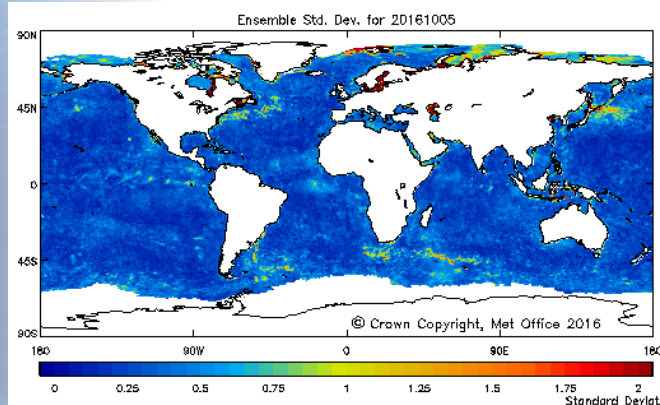 Ensemble Std. Dev. for 20161005
90N
45N
0
45S
90S
© Crown Copyright, Met Office 2016
180 90W 0 90E 180
0 0.25 0.5 0.75 1 1.25 1.5 1.75 2
Standard Deviat